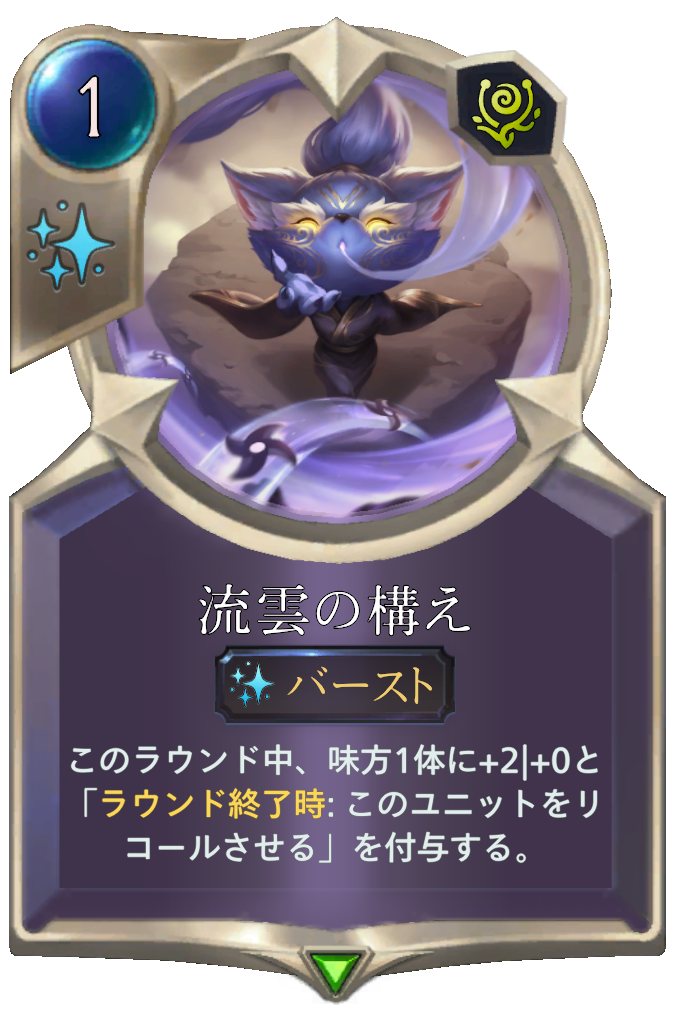 1
流雲の構え
バースト
このラウンド中、味方1体に+2|+0と
「ラウンド終了時: このユニットをリ
コールさせる」を付与する。